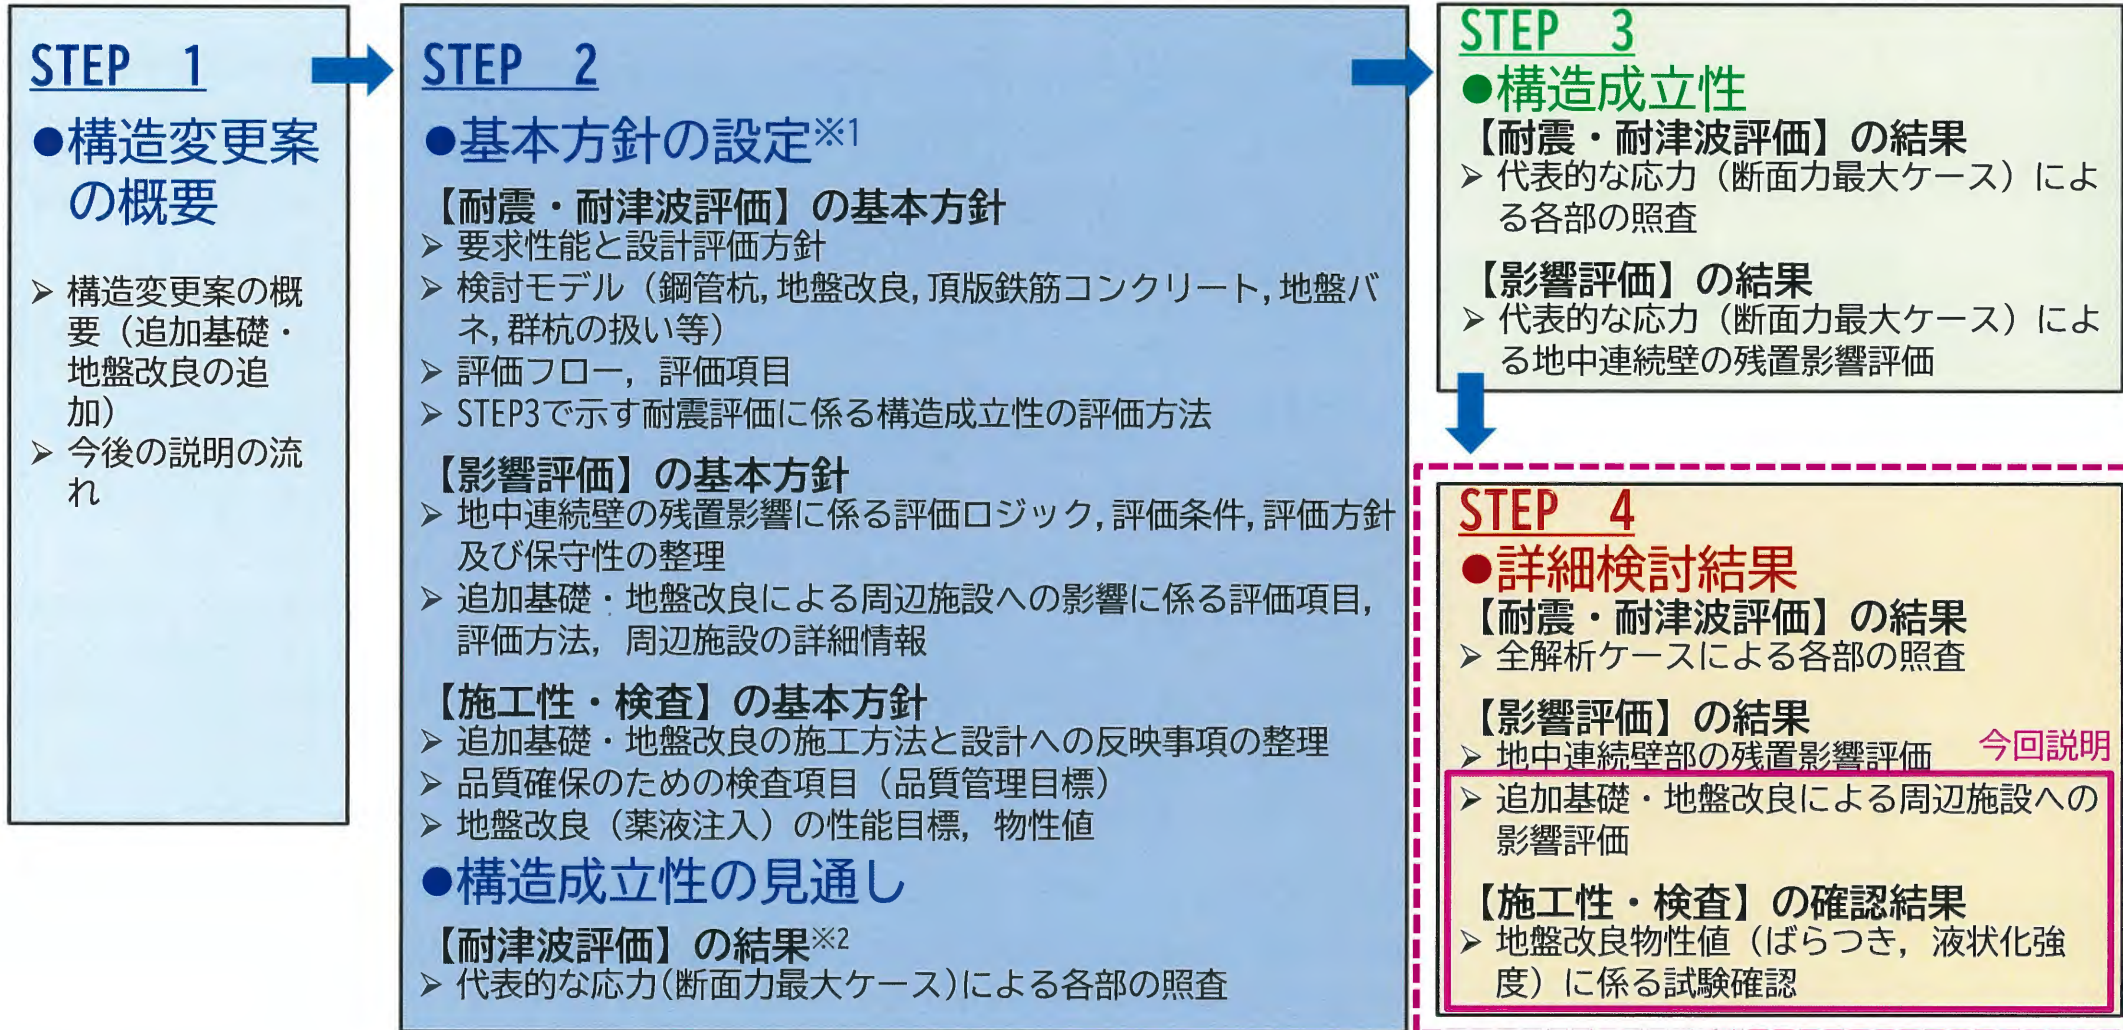 STEP 1
●構造変更案
の概要
➢ 構造変更案の概
要（追加基礎・
地盤改良の追
加）
➢ 今後の説明の流
れ
STEP 2
●基本方針の設定※1
【耐震・耐津波評価】の基本方針
➢ 要求性能と設計評価方針
➢ 検討モデル（鋼管杭,地盤改良,頂版鉄筋コンクリート,地盤バ
ネ,群杭の扱い等）
➢ 評価フロー，評価項目
➢ STEP3で示す耐震評価に係る構造成立性の評価方法
【影響評価】の基本方針
➢ 地中連続壁の残置影響に係る評価ロジック,評価条件,評価方針
及び保守性の整理
➢ 追加基礎・地盤改良による周辺施設への影響に係る評価項目，
評価方法，周辺施設の詳細情報
【施工性・検査】の基本方針
➢ 追加基礎・地盤改良の施工方法と設計への反映事項の整理
➢ 品質確保のための検査項目（品質管理目標）
➢ 地盤改良（薬液注入）の性能目標，物性値
●構造成立性の見通し
【耐津波評価】の結果※2
➢ 代表的な応力(断面力最大ケース)による各部の照査
STEP 3
●構造成立性
【耐震・耐津波評価】の結果
➢ 代表的な応力（断面力最大ケース）によ
る各部の照査
【影響評価】の結果
➢ 代表的な応力（断面力最大ケース）によ
る地中連続壁の残置影響評価
STEP 4
●詳細検討結果
【耐震・耐津波評価】の結果
➢ 全解析ケースによる各部の照査
【影響評価】の結果
➢ 地中連続壁部の残置影響評価
今回説明
➢ 追加基礎・地盤改良による周辺施設への
影響評価
【施工性・検査】の確認結果
➢ 地盤改良物性値（ばらつき，液状化強
度）に係る試験確認